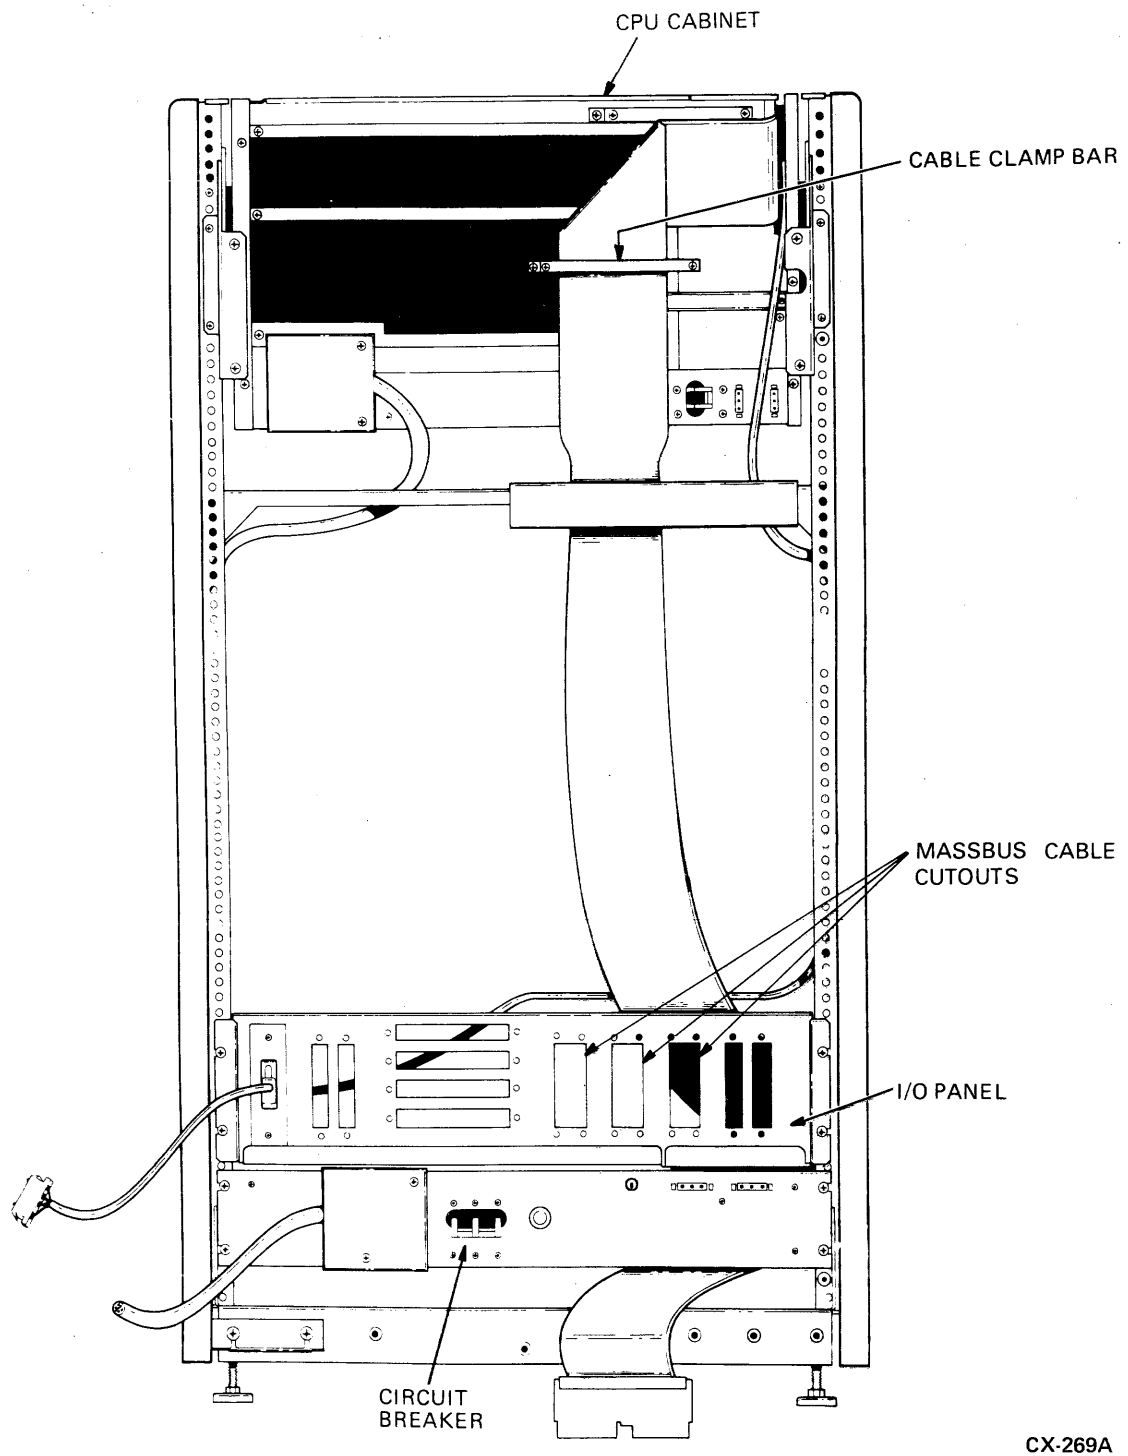 CPU CABINET
CABLE CLAMP BAR
MASSBUS CABLE
CUTOUTS
I/O PANEL
CIRCUIT
BREAKER
CX-269A